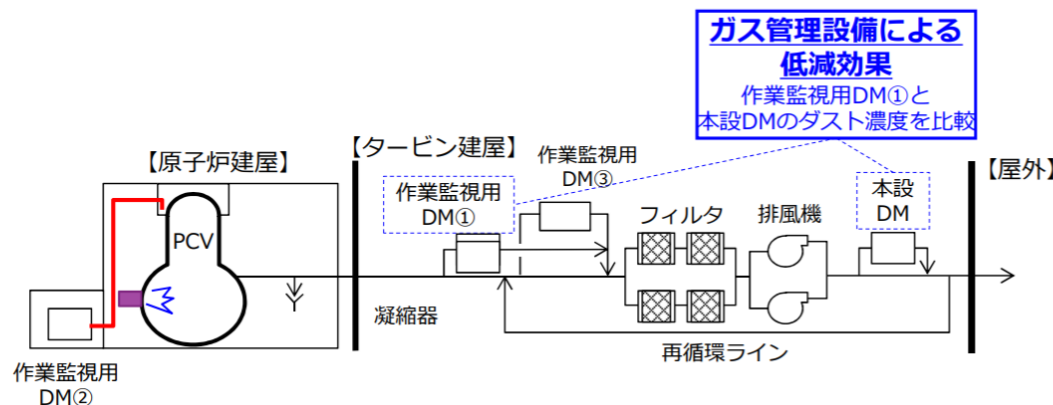 ガス管理設備による
低減効果
作業監視用DM①と
本設DMのダスト濃度を比較
【原子炉建屋】
【タービン建屋】
【屋外】
作業監視用
DM①
作業監視用
DM③
フィルタ
排風機
本設
DM
PCV
凝縮器
再循環ライン
作業監視用
DM②